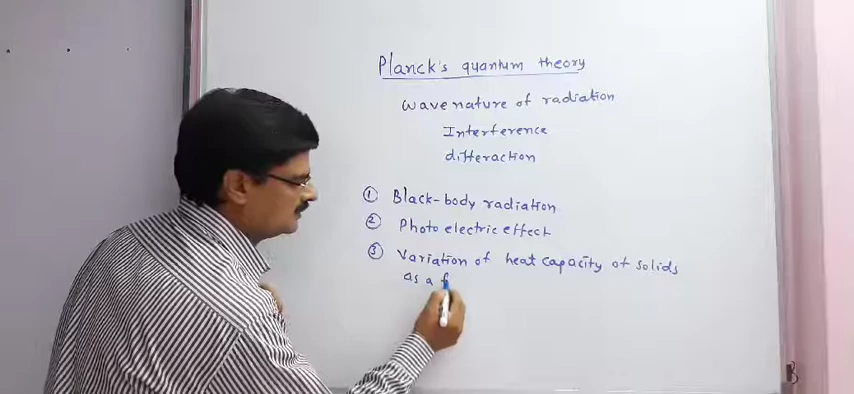 Planck's quantum theory
wave nature of radiation
Interference
diffraction
① Black-body radiation
② Photo electric effect
③ Variation of heat capacity of solids
as a f